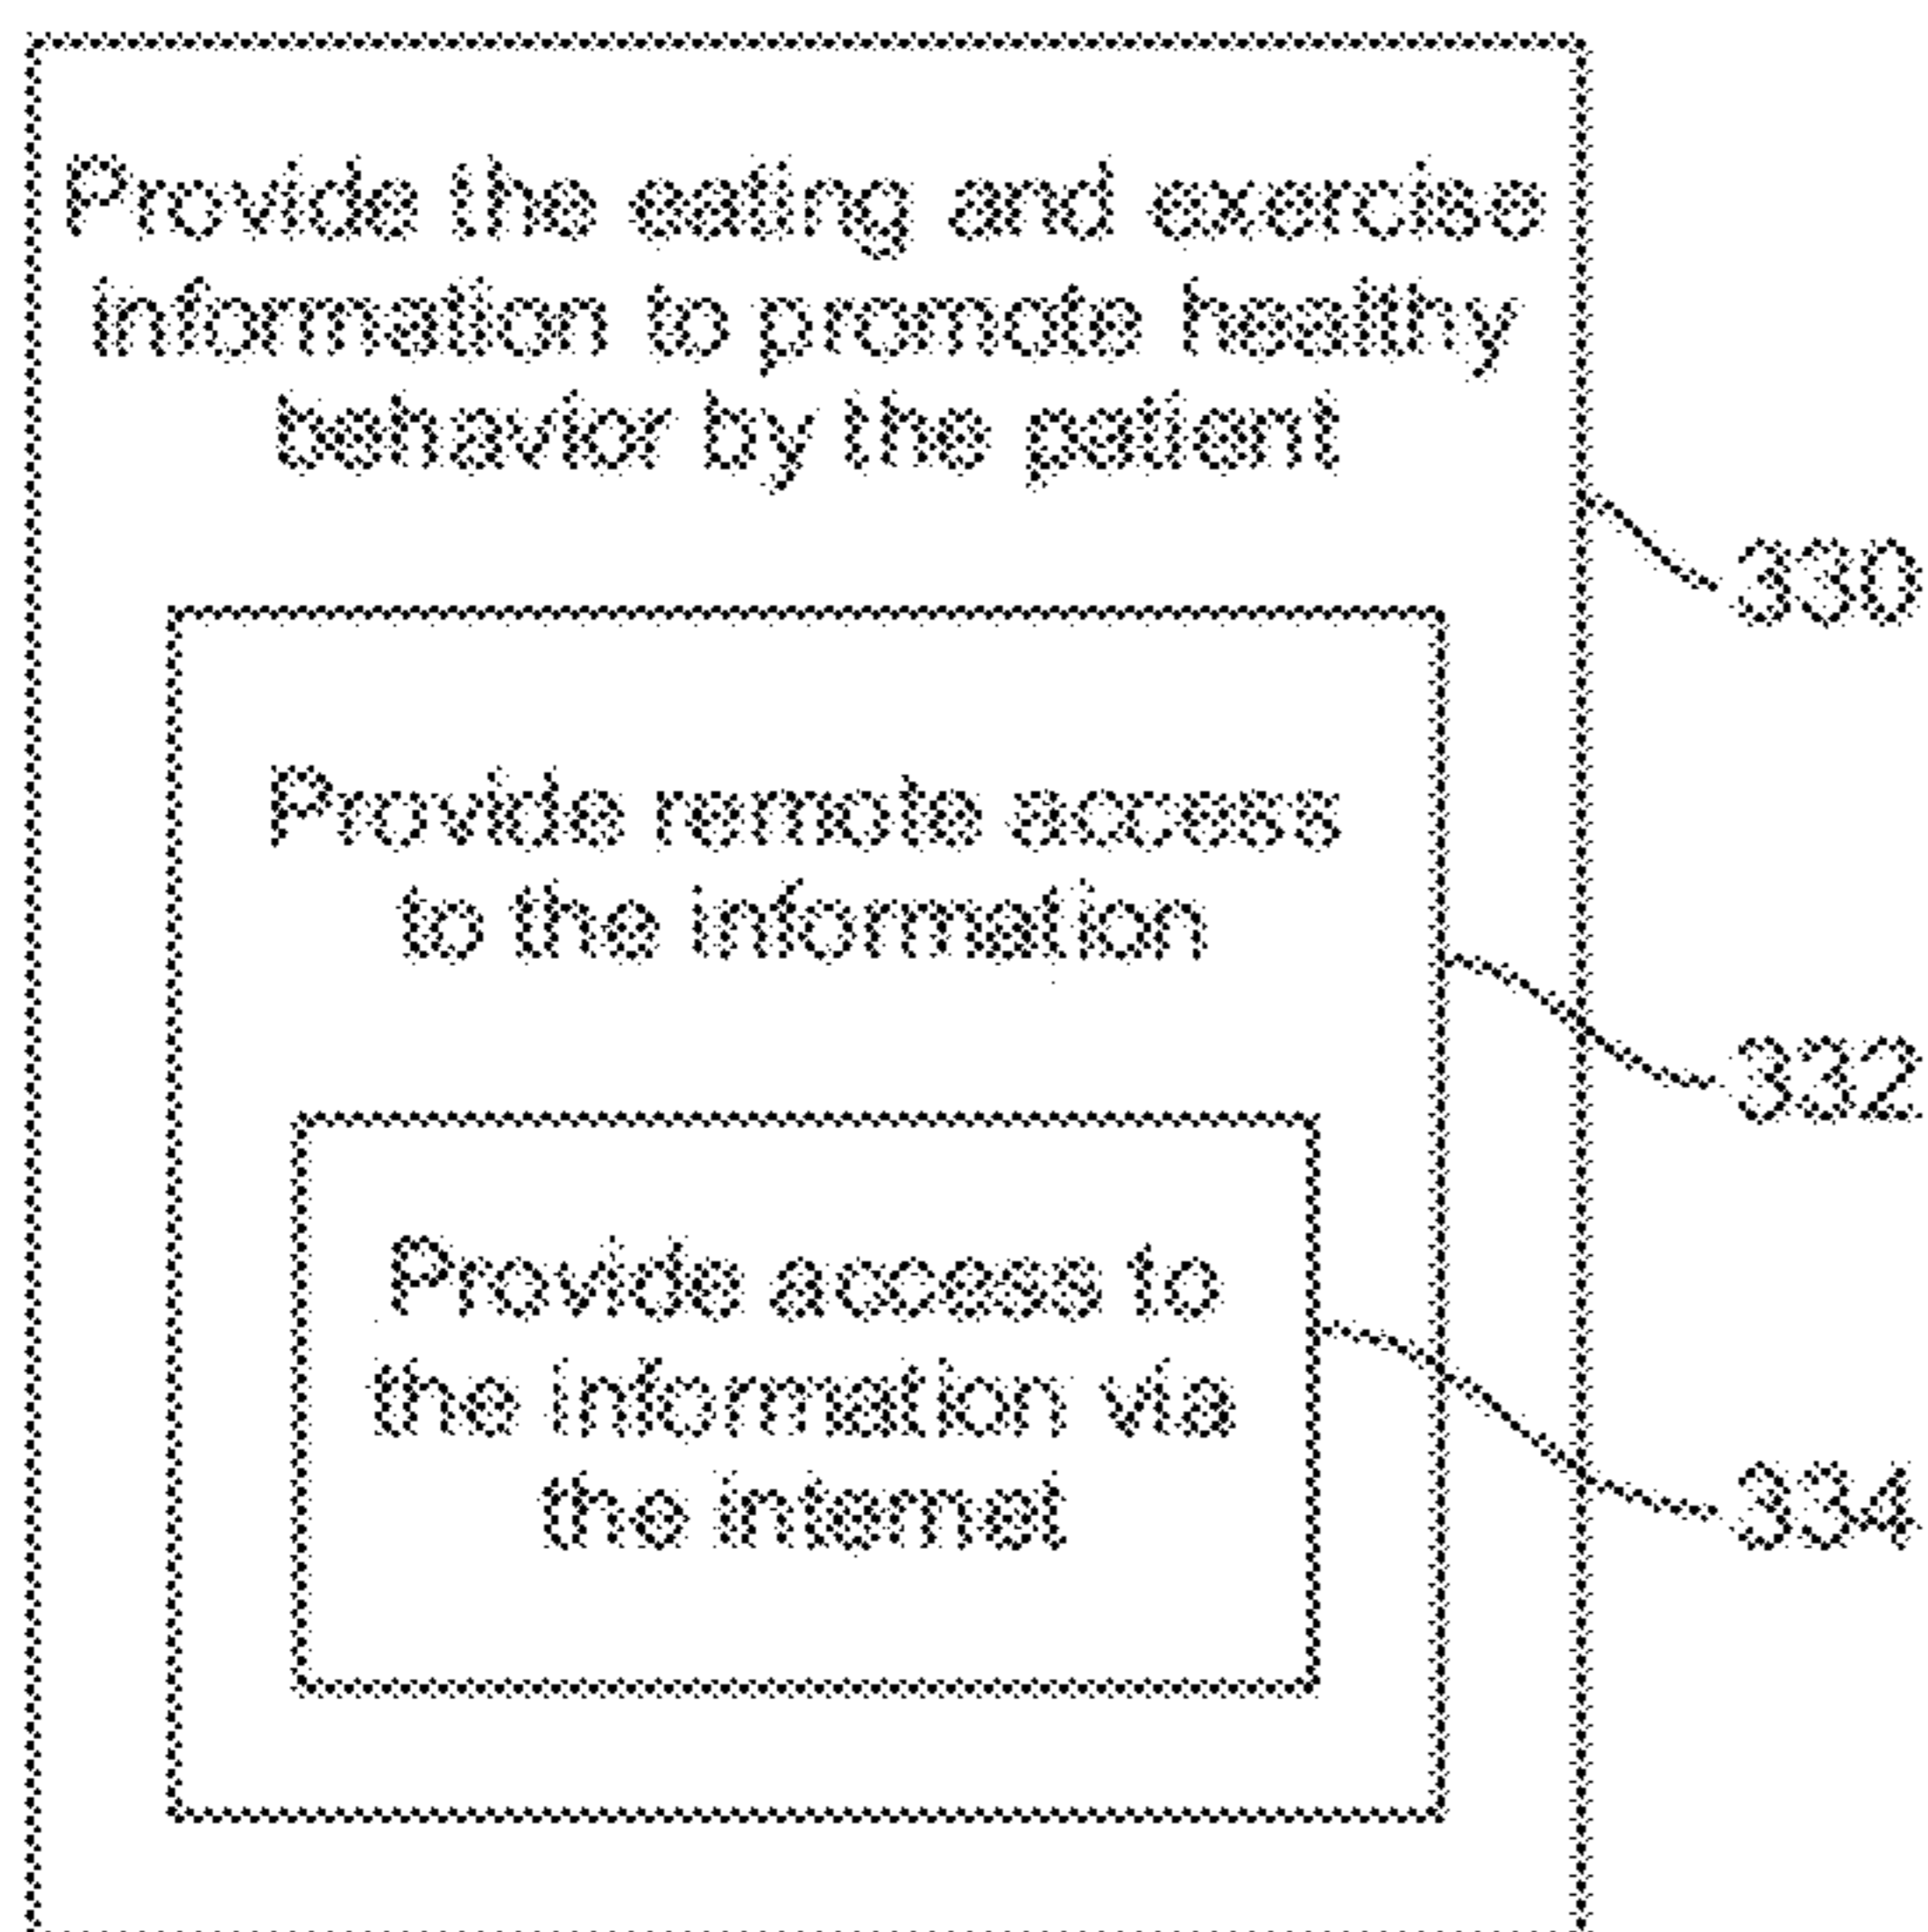 Provide the eating and exercise
information to promote healthy
behavior by the patient
330
Provide remote access
to the information
332
Provide access to
the information via
the internet
334